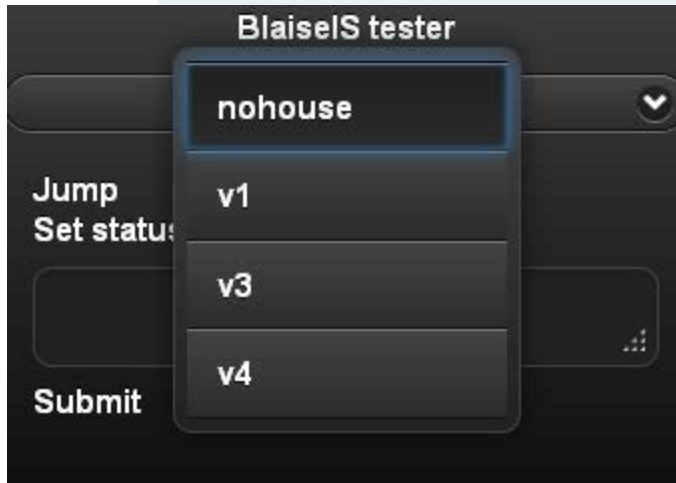 BlaiseIS tester
nohouse
Jump
v1
Set status
v3
v4
Submit